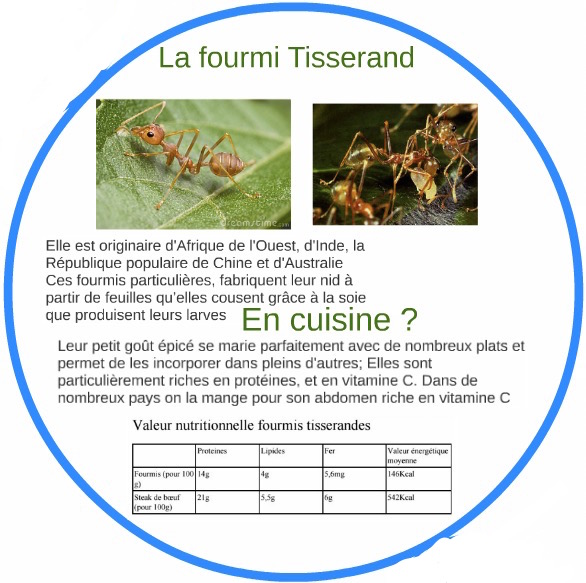 La fourmi Tisserand
Elle est originaire d'Afrique de l'Ouest, d'Inde, la
République populaire de Chine et d'Australie
Ces fourmis particulières, fabriquent leur nid à
partir de feuilles qu'elles cousent grâce à la soie
que produisent leurs larves
En cuisine ?
Leur petit goût épicé se marie parfaitement avec de nombreux plats et
permet de les incorporer dans pleins d'autres; Elles sont
particulièrement riches en protéines, et en vitamine C. Dans de
nombreux pays on la mange pour son abdomen riche en vitamine C
Valeur nutritionnelle fourmis tisserandes
Proteines Lipides Fer Valeur énergétique
moyenne
Fourmis (pour 100 14g 4g 5,6mg 146Kcal
g)
Steak de bœuf 21g 5,5g 6g 542Kcal
(pour 100g)